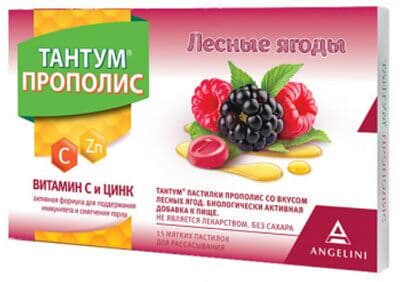 ТАНТУМ®
ПРОПОЛИС
Лесные ягоды
C
Zn
ВИТАМИН С и ЦИНК
активная формула для поддержания
иммунитета и смягчения горла
ТАНТУМ® ПАСТИЛКИ ПРОПОЛИС СО ВКУСОМ
ЛЕСНЫХ ЯГОД. БИОЛОГИЧЕСКИ АКТИВНАЯ
ДОБАВКА К ПИЩЕ.
НЕ ЯВЛЯЕТСЯ ЛЕКАРСТВОМ. БЕЗ САХАРА
15 МЯГКИХ ПАСТИЛОК
ДЛЯ РАССАСЫВАНИЯ
ANGELINI